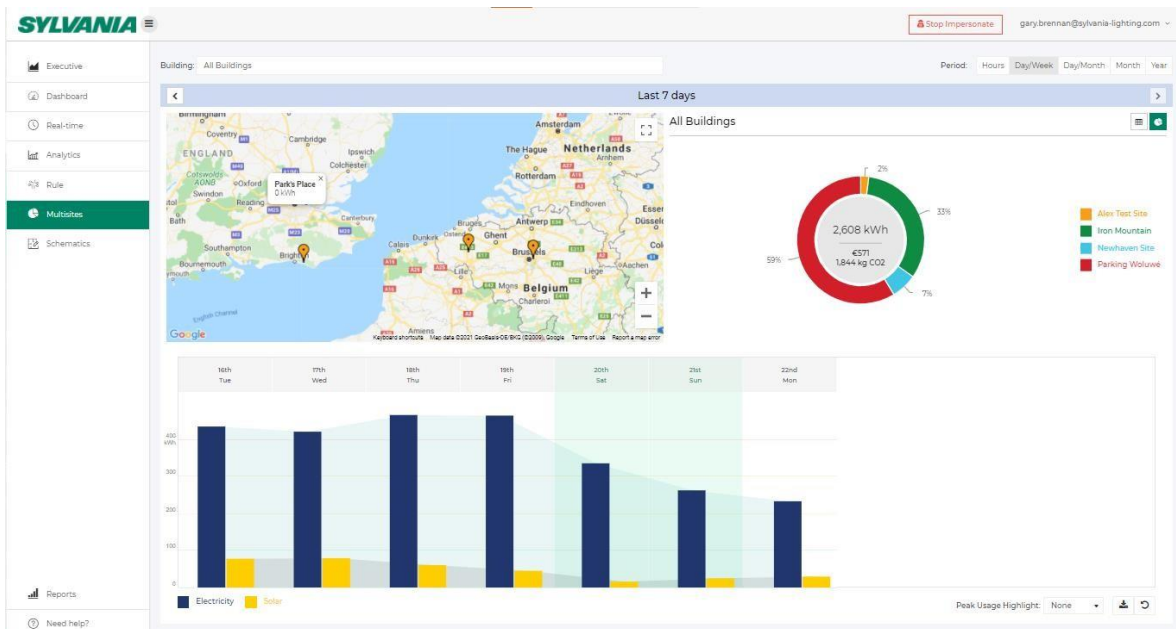 SYLVANIA
Stop Impersonate
gary.brennan@sylvania-lighting.com
Executive
Dashboard
Real-time
Analytics
Rule
Multisites
Schematics
Reports
Need help?
Building: All Buildings
Period: Hours Day/Week Day/Month Month Year
Last 7 days
Birmingham
Coventry
Cambridge
ENGLAND
Ipswich
Colchester
Cotswolds
AONB
Oxford
Swindon
Reading
Bath
Park's Place
0 kWh
Canterbury
Southampton
Brighton
Bournemouth
English Channel
Amsterdam
The Hague
Netherlands
Arnhem
Rotterdam
Eindhoven
Essen
Bruges
Antwerp
Calais
Dunkirk
Ghent
Brussels
Lille
Liège
Aachen
Mons
Belgium
Charleroi
Amiens
Google
Keyboard shortcuts Map data ©2021 GeoBasis-DE/BKG (©2009), Google Terms of Use Report a map error
All Buildings
2%
33%
7%
59%
2,608 kWh
€571
1,844 kg CO2
Alex Test Site
Iron Mountain
Newhaven Site
Parking Woluwé
16th 17th 18th 19th 20th 21st 22nd
Tue Wed Thu Fri Sat Sun Mon
400
kWh
300
200
100
0
Electricity Solar
Peak Usage Highlight: None